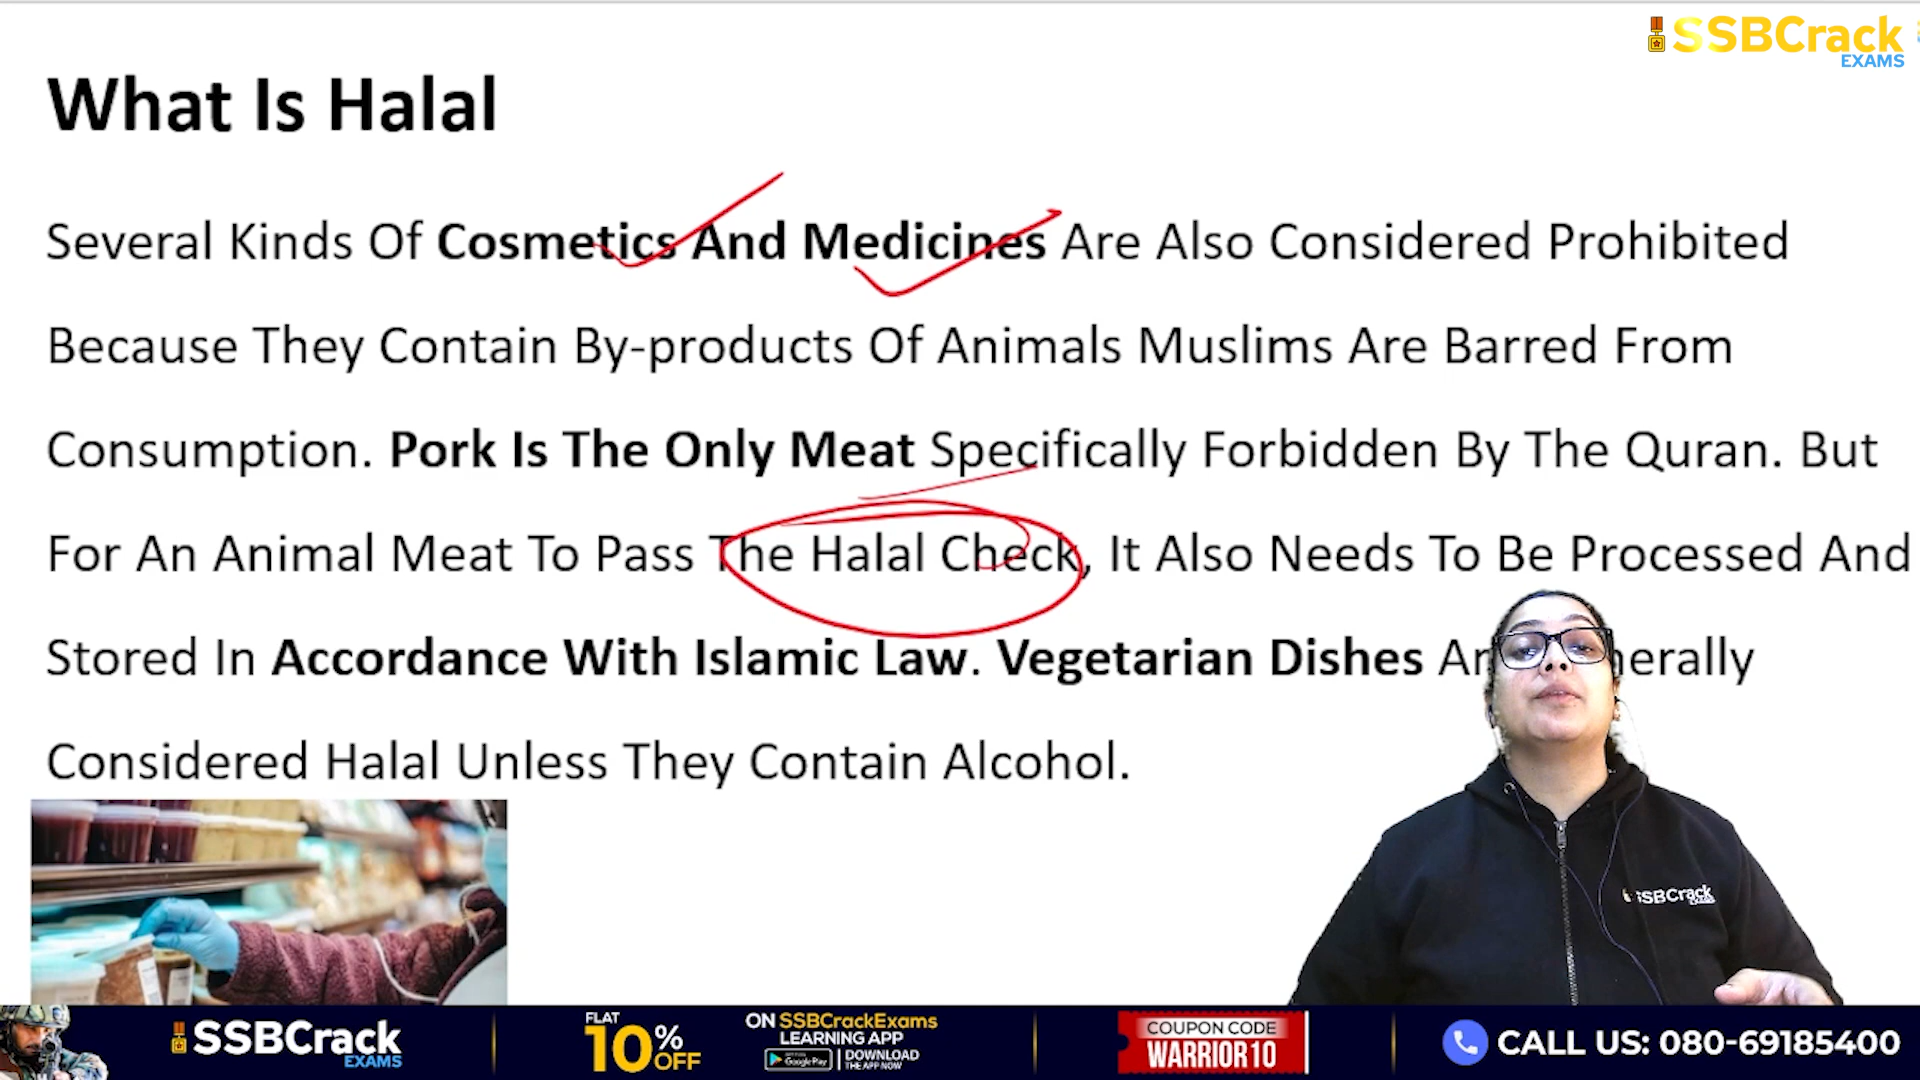 SSBCrack
EXAMS
What Is Halal
Several Kinds Of Cosmetics And Medicines Are Also Considered Prohibited
Because They Contain By-products Of Animals Muslims Are Barred From
Consumption. Pork Is The Only Meat Specifically Forbidden By The Quran. But
For An Animal Meat To Pass The Halal Check, It Also Needs To Be Processed And
Stored In Accordance With Islamic Law. Vegetarian Dishes
Considered Halal Unless They Contain Alcohol.
SSBCrack
SSBCrack
EXAMS
FLAT
10% OFF
ON SSBCrackExams
LEARNING APP
Google Play
DOWNLOAD
THE APP NOW
COUPON CODE
WARRIOR10
CALL US: 080-69185400